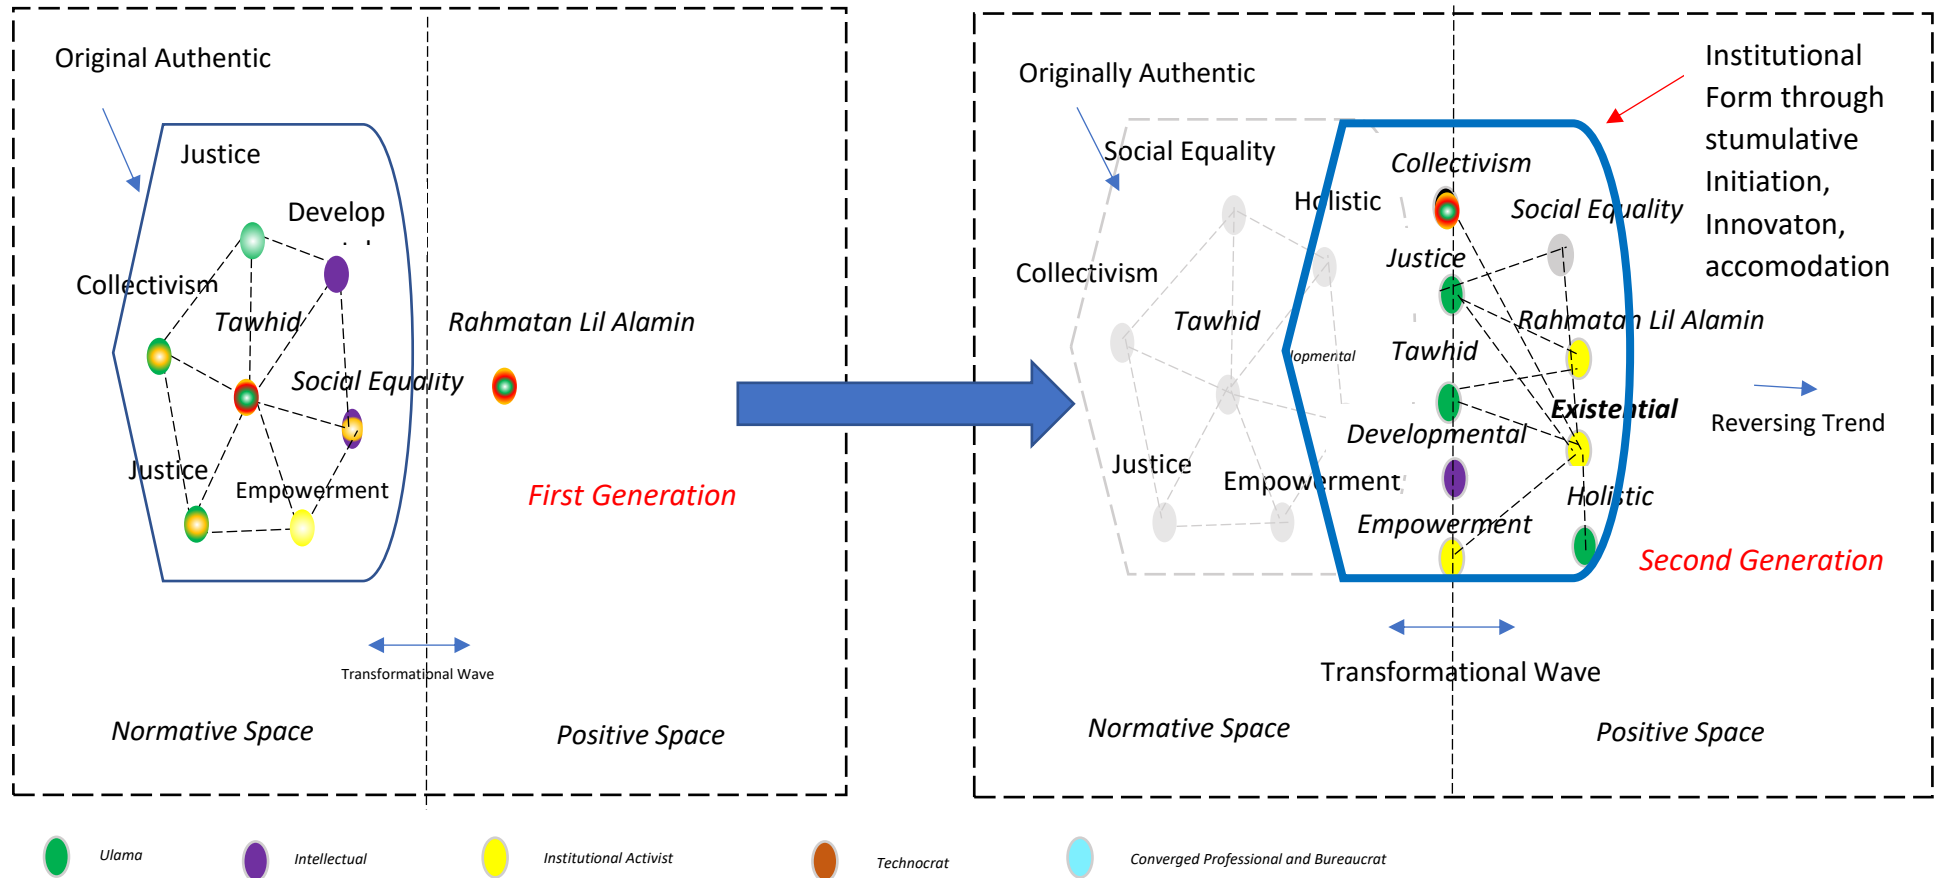 Original Authentic
Justice
Develop
Collectivism
Tawhid
Rahmatan Lil Alamin
Social Equality
Justice
Empowerment
First Generation
Transformational Wave
Normative Space
Positive Space
Originally Authentic
Social Equality
Holistic
Collectivism
Tawhid
lopmental
Justice
Empowerment
Collectivism
Social Equality
Justice
Rahmatan Lil Alamin
Tawhid
Existential
Developmental
Holistic
Empowerment
Institutional
Form through
stumulative
Initiation,
Innovaton,
accomodation
Reversing Trend
Second Generation
Transformational Wave
Normative Space
Positive Space
Ulama
Intellectual
Institutional Activist
Technocrat
Converged Professional and Bureaucrat